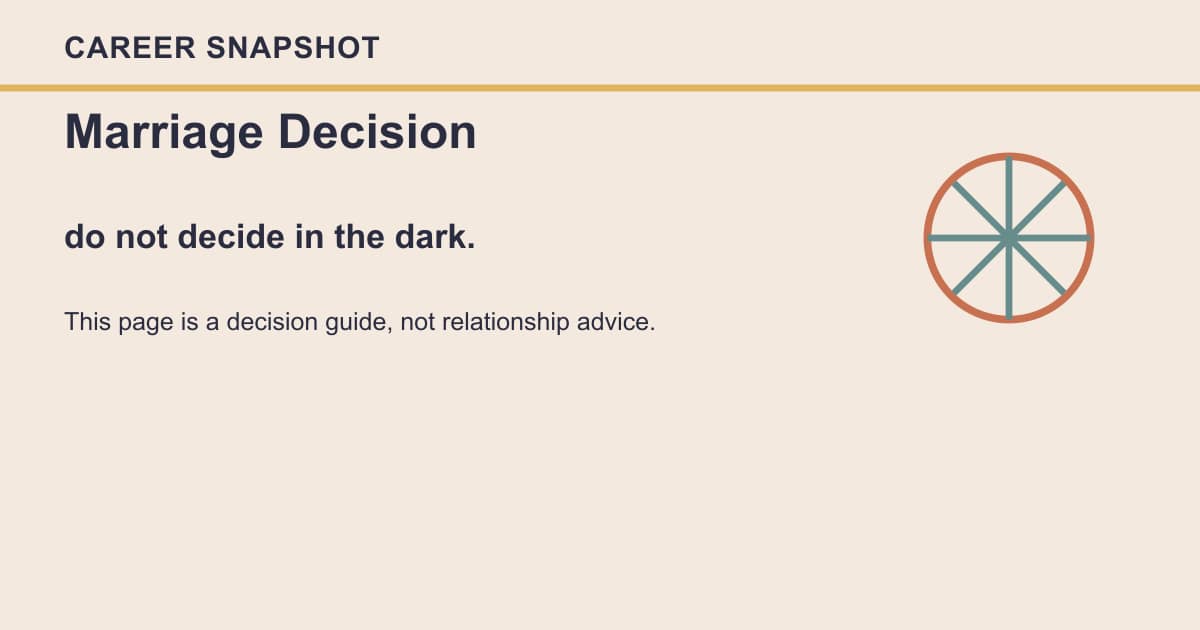 CAREER SNAPSHOT
Marriage Decision
do not decide in the dark.
This page is a decision guide, not relationship advice.